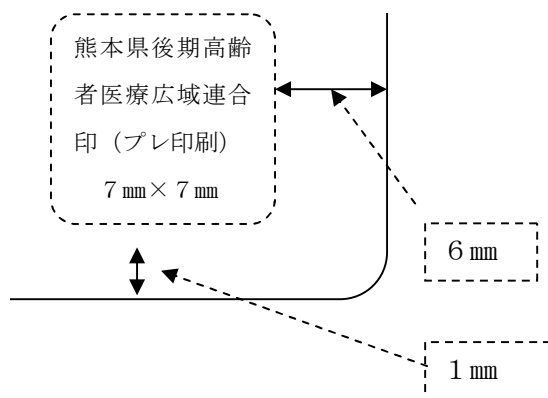 熊本県後期高齢
者医療広域連合
印（プレ印刷）
７㎜×７㎜
６㎜
１㎜